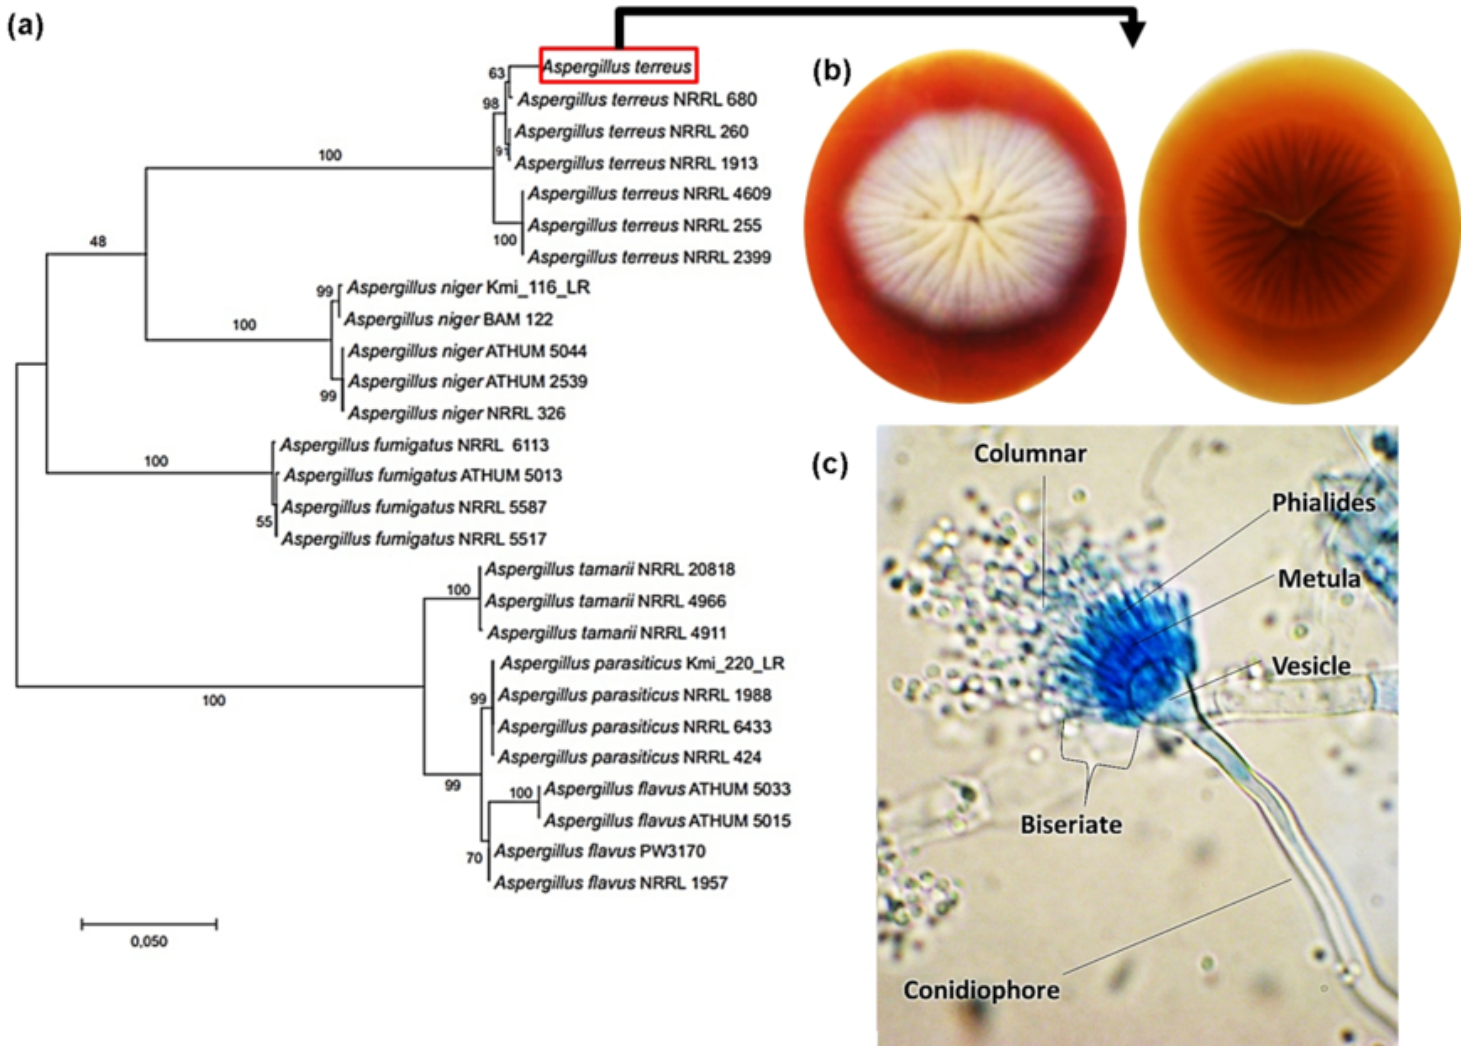 (a)
Aspergillus terreus
63
Aspergillus terreus NRRL 680
98
Aspergillus terreus NRRL 260
91
Aspergillus terreus NRRL 1913
100
Aspergillus terreus NRRL 4609
Aspergillus terreus NRRL 255
100
Aspergillus terreus NRRL 2399
48
99
Aspergillus niger Kmi_116_LR
Aspergillus niger BAM 122
100
Aspergillus niger ATHUM 5044
Aspergillus niger ATHUM 2539
99
Aspergillus niger NRRL 326
Aspergillus fumigatus NRRL 6113
100
Aspergillus fumigatus ATHUM 5013
Aspergillus fumigatus NRRL 5587
55
Aspergillus fumigatus NRRL 5517
Aspergillus tamarii NRRL 20818
100
Aspergillus tamarii NRRL 4966
Aspergillus tamarii NRRL 4911
Aspergillus parasiticus Kmi_220_LR
99
Aspergillus parasiticus NRRL 1988
100
Aspergillus parasiticus NRRL 6433
Aspergillus parasiticus NRRL 424
99
100
Aspergillus flavus ATHUM 5033
Aspergillus flavus ATHUM 5015
70
Aspergillus flavus PW3170
Aspergillus flavus NRRL 1957
0,050
(b)
(c)
Columnar
Phialides
Metula
Vesicle
Biseriate
Conidiophore